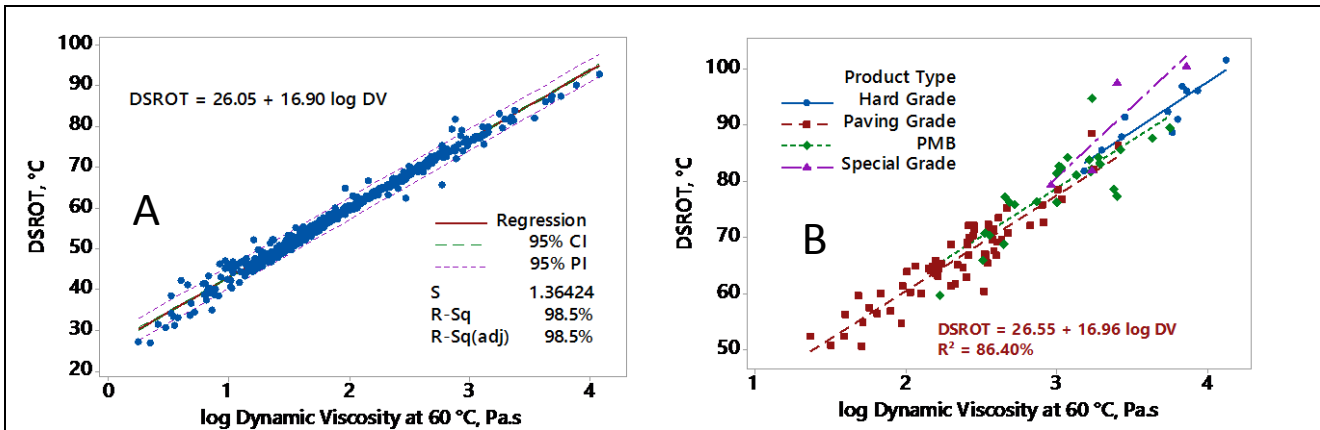 100
90
80
70
60
50
40
30
20
DSROT, °C
DSROT = 26.05 + 16.90 log DV
A
Regression
95% CI
95% PI
S 1.36424
R-Sq 98.5%
R-Sq(adj) 98.5%
0 1 2 3 4
log Dynamic Viscosity at 60 °C, Pa.s
100
90
80
70
60
50
DSROT, °C
Product Type
Hard Grade
Paving Grade
PMB
Special Grade
B
DSROT = 26.55 + 16.96 log DV
R² = 86.40%
1 2 3 4
log Dynamic Viscosity at 60 °C, Pa.s